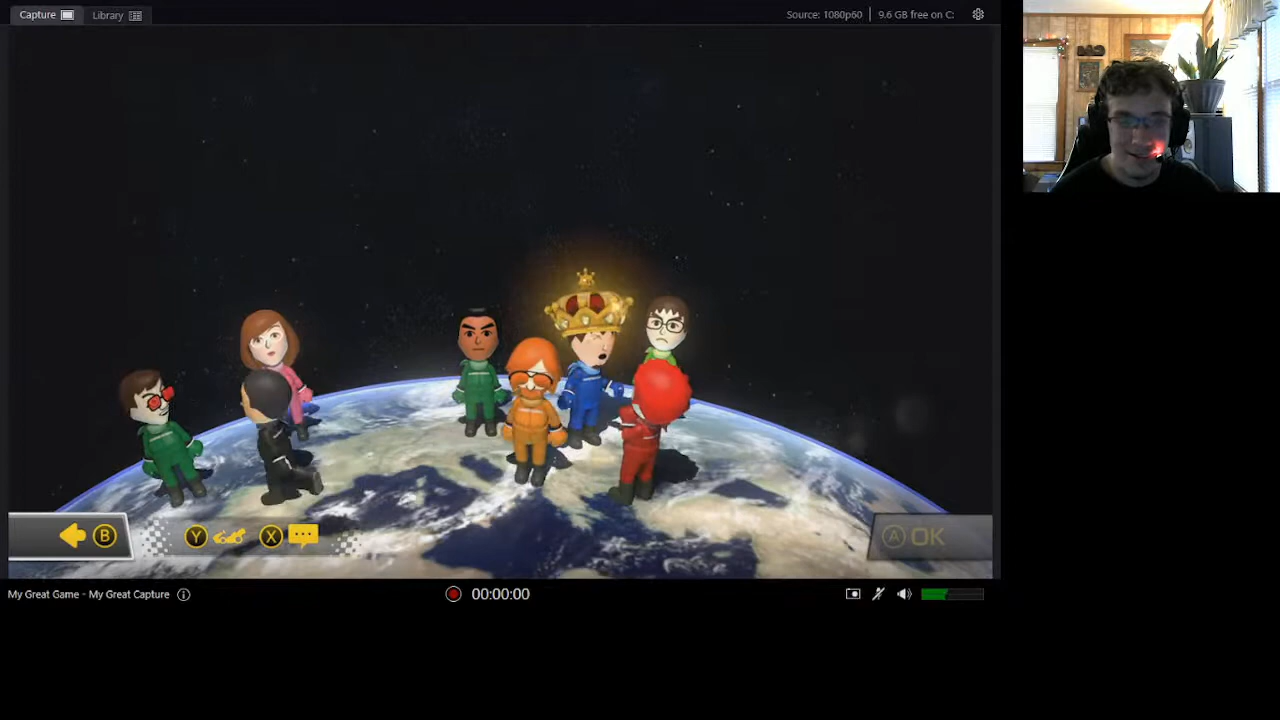 Capture
Library
Source: 1080p60
9.6 GB free on C:
B
Y
X
A OK
My Great Game - My Great Capture
00:00:00